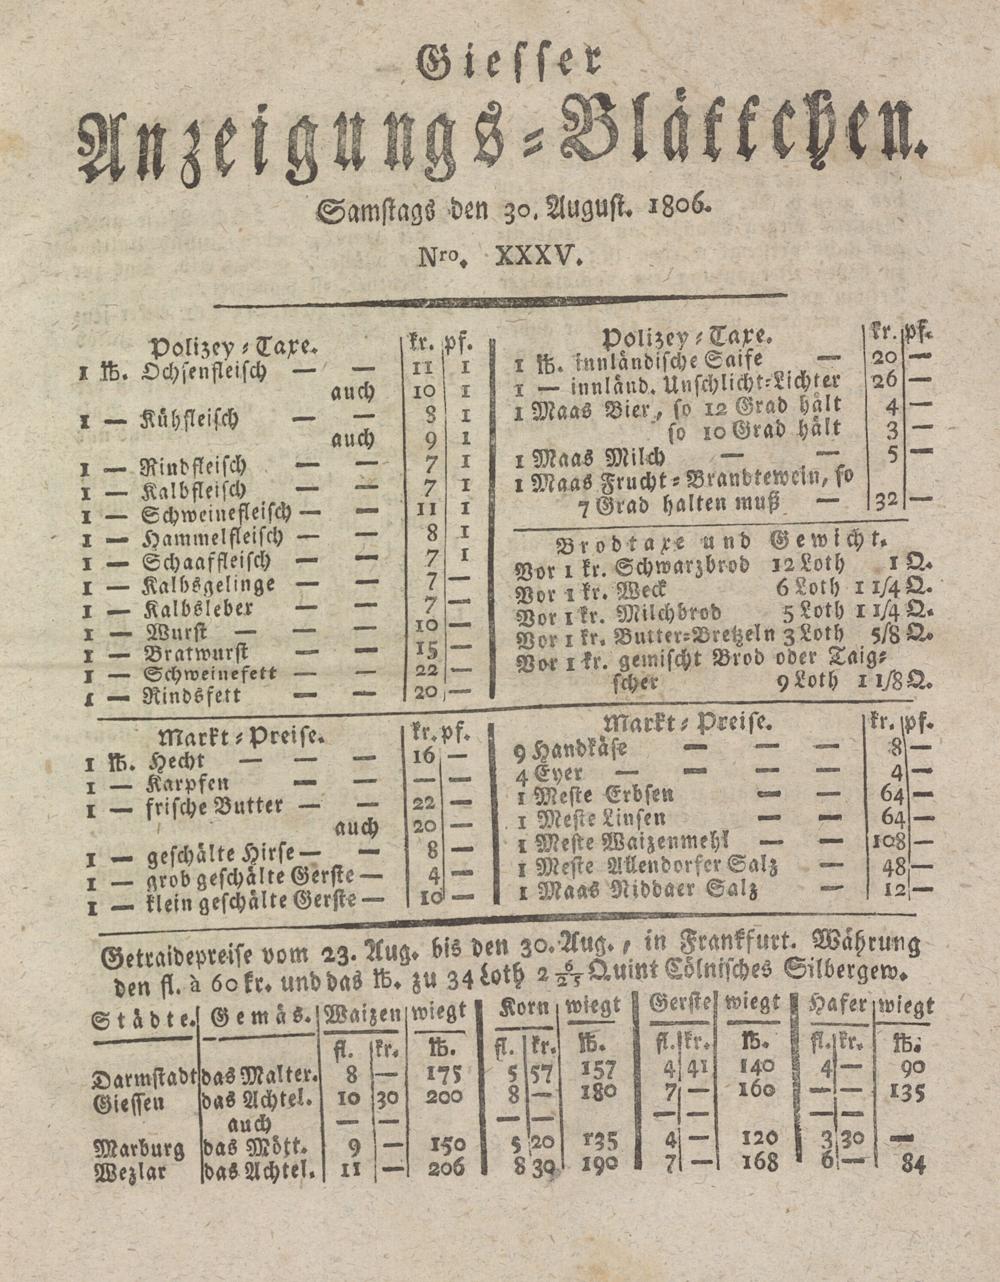 Giesser
Anzeigungs-Blättchen.
Samstags den 30. August. 1806.
Nro. XXXV.
Polizey-Taxe. kr. pf.
1 ℔. Ochsenfleisch — — 11 1
auch 10 1
1 — Kühfleisch — — 8 1
auch 9 1
1 — Rindfleisch — — 7 1
1 — Kalbfleisch — — 7 1
1 — Schweinefleisch — — 11 1
1 — Hammelfleisch — — 8 1
1 — Schaaffleisch — — 7 1
1 — Kalbsgelinge — — 7 —
1 — Kalbsleber — — 7 —
1 — Wurst — — — 10 —
1 — Bratwurst — — 15 —
1 — Schweinefett — — 22 —
1 — Rindsfett — — 20 —
Polizey-Taxe. kr. pf.
1 ℔. innländische Saife — 20 —
1 — innländ. Unschlicht-Lichter 26 —
1 Maas Bier, so 12 Grad hält 4 —
so 10 Grad hält 3 —
1 Maas Milch — — 5 —
1 Maas Frucht-Brandtewein, so
7 Grad halten muß — 32 —
Brodtaxe und Gewicht.
Vor 1 kr. Schwarzbrod 12 Loth 1 Q.
Vor 1 kr. Weck 6 Loth 1 1/4 Q.
Vor 1 kr. Milchbrod 5 Loth 1 1/4 Q.
Vor 1 kr. Butter-Bretzeln 3 Loth 5/8 Q.
Vor 1 kr. gemischt Brod oder Taig-
scher 9 Loth 1 1/8 Q.
Markt-Preise. kr. pf.
1 ℔. Hecht — — — 16 —
1 — Karpfen — — — —
1 — frische Butter — — 22 —
auch 20 —
1 — geschälte Hirse — — 8 —
1 — grob geschälte Gerste — 4 —
1 — klein geschälte Gerste — 10 —
Markt-Preise. kr. pf.
9 Handkäse — — — 8 —
4 Eyer — — — — 4 —
1 Meste Erbsen — — 64 —
1 Meste Linsen — — 64 —
1 Meste Waizenmehl — — 108 —
1 Meste Allendorfer Salz — 48 —
1 Maas Niddaer Salz — 12 —
Getraidepreise vom 23. Aug. bis den 30. Aug., in Frankfurt. Währung
den fl. à 60 kr. und das ℔. zu 34 Loth 2 6/25 Quint Cölnisches Silbergew.
Städte. Gemäs. Waizen wiegt Korn wiegt Gerste wiegt Hafer wiegt
fl. kr. ℔. fl. kr. ℔. fl. kr. ℔. fl. kr. ℔.
Darmstadt das Malter. 8 — 175 5 57 157 4 41 140 4 — 90
Giessen das Achtel. 10 30 200 8 — 180 7 — 160 — — 135
auch — — — — — — — —
Marburg das Mött. 9 — 150 5 20 135 4 — 120 3 30 —
Wezlar das Achtel. 11 — 206 8 30 190 7 — 168 6 — 84